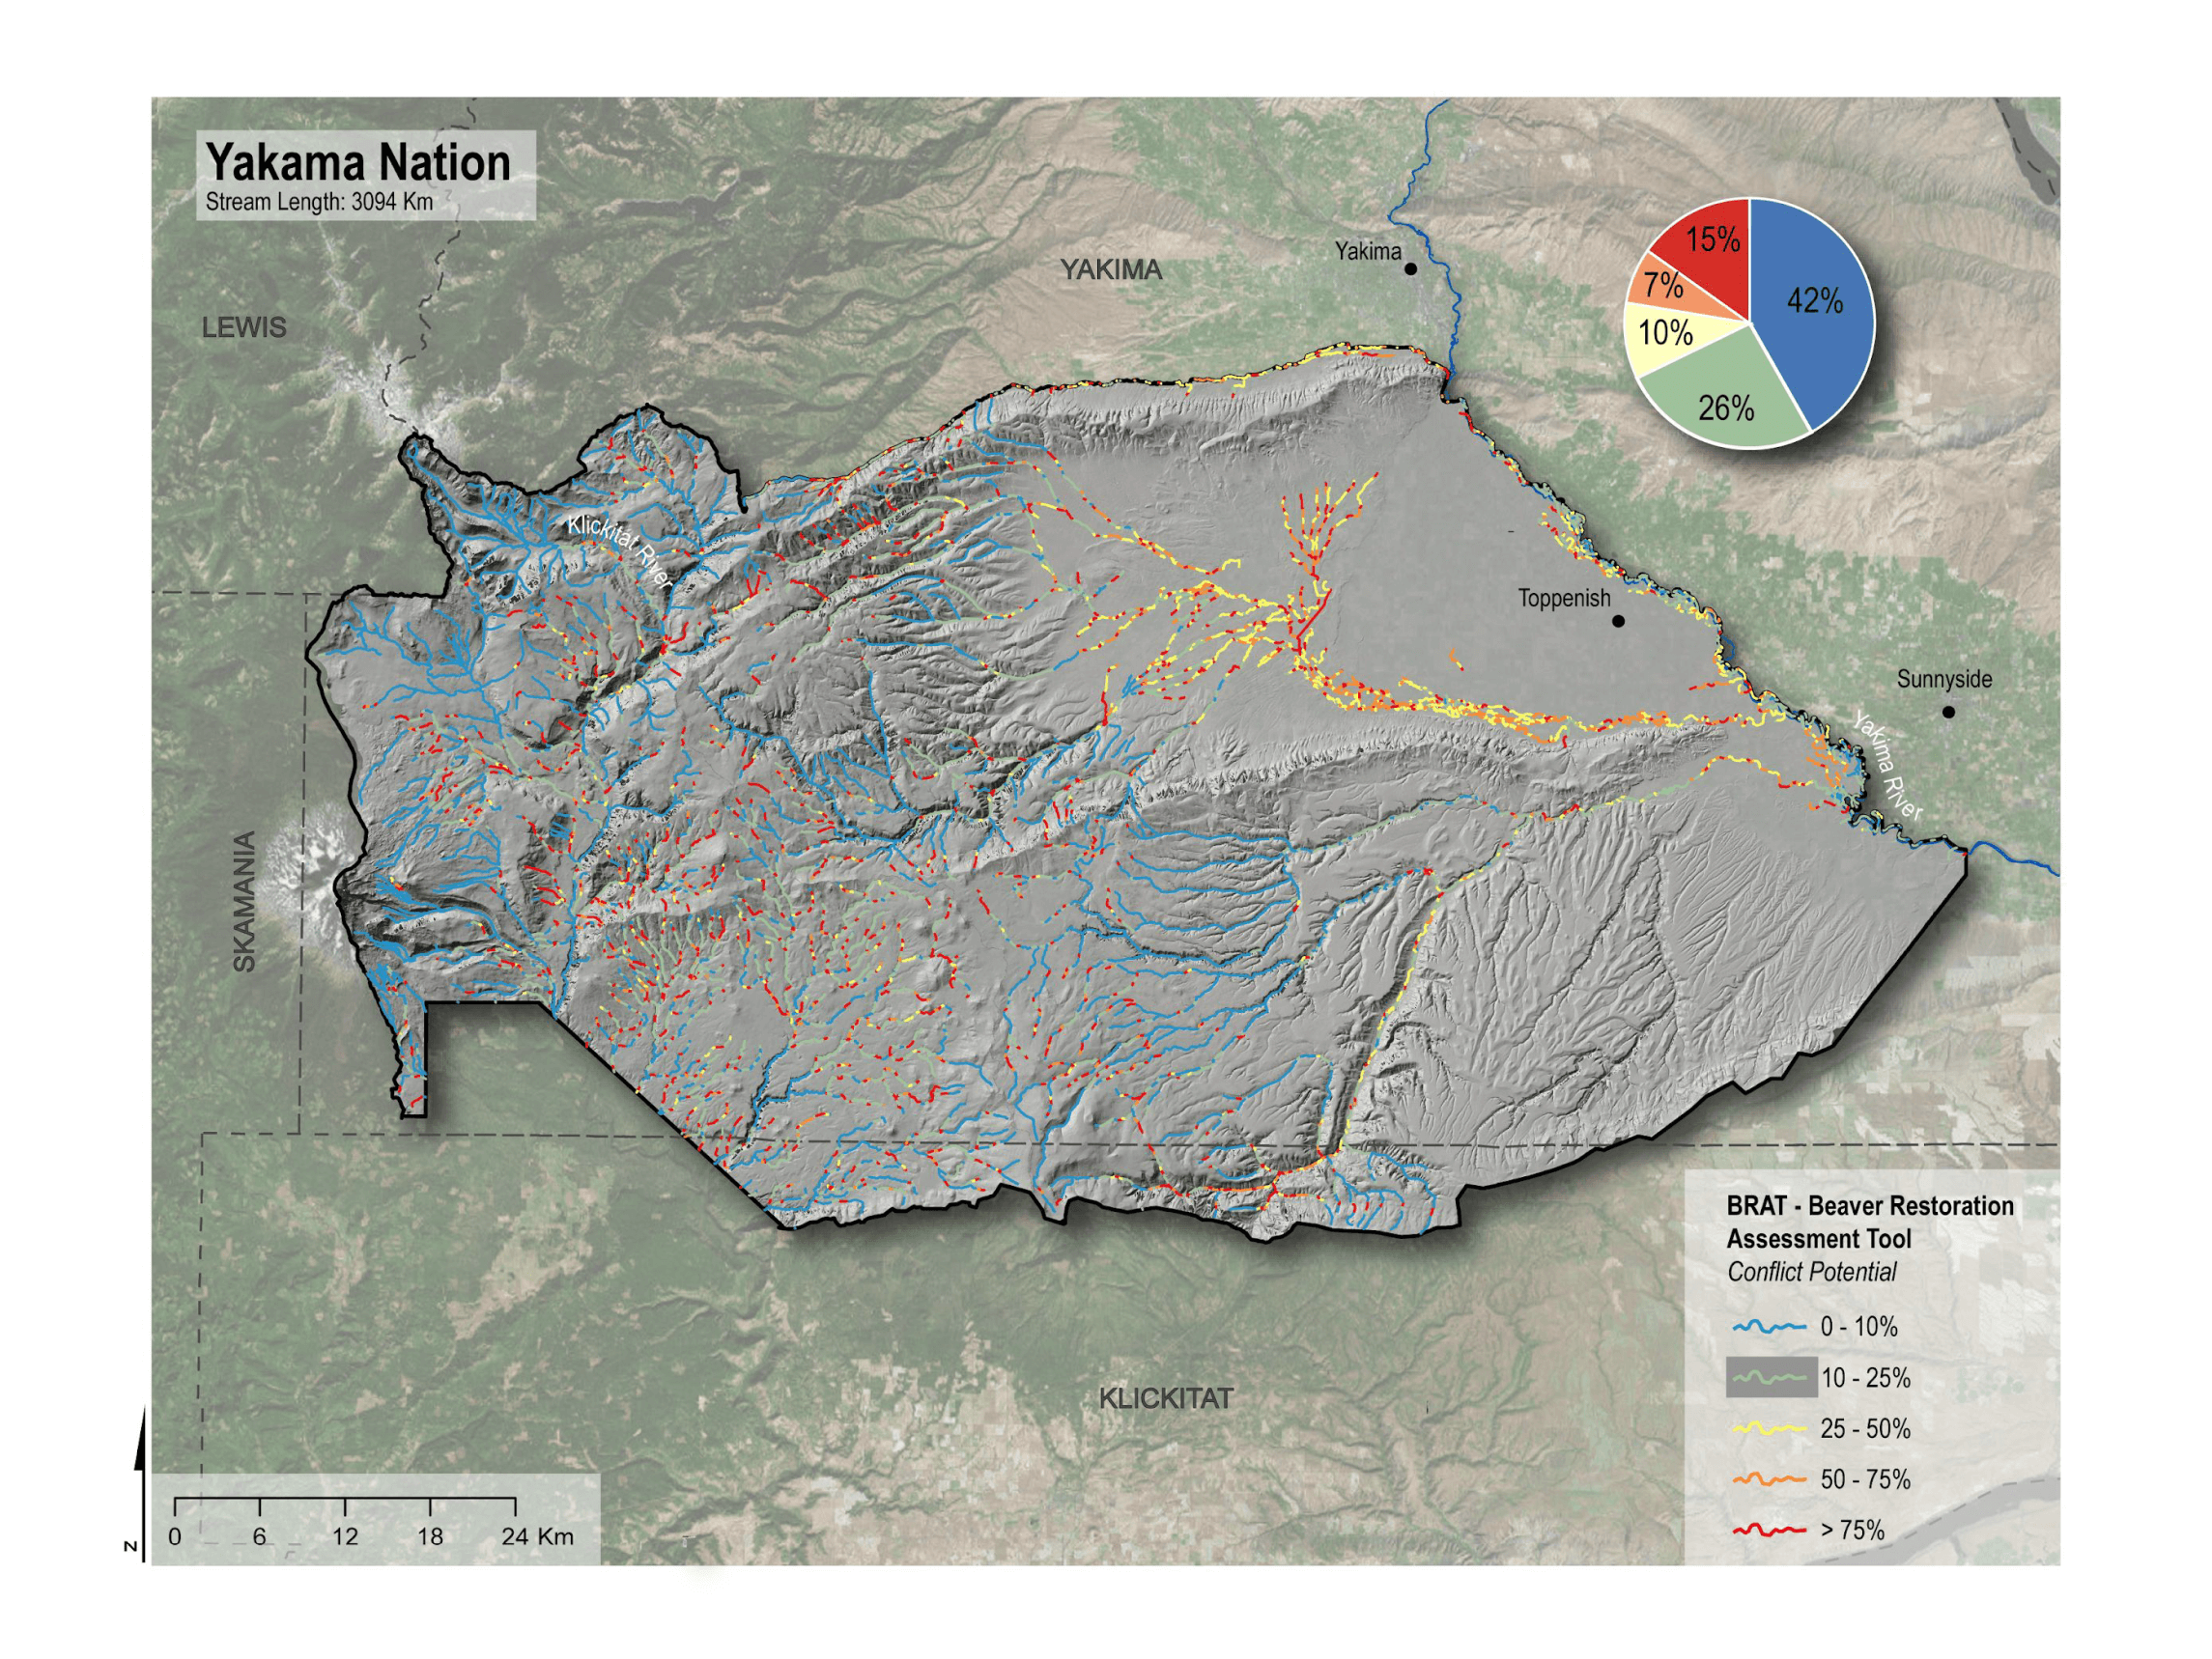 Yakama Nation
Stream Length: 3094 Km
LEWIS
YAKIMA
Yakima
15%
42%
7%
10%
26%
Klickitat River
Toppenish
Sunnyside
Yakima River
SKAMANIA
KLICKITAT
BRAT - Beaver Restoration
Assessment Tool
Conflict Potential
0 - 10%
10 - 25%
25 - 50%
50 - 75%
> 75%
N
0 6 12 18 24 Km